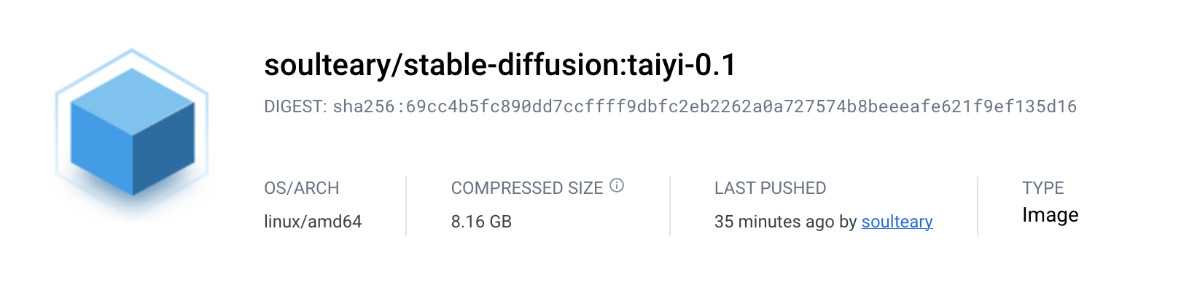 soulteary/stable-diffusion:taiyi-0.1
DIGEST: sha256:69cc4b5fc890dd7ccffff9dbfc2eb2262a0a727574b8beeeafe621f9ef135d16
OS/ARCH
linux/amd64
COMPRESSED SIZE
8.16 GB
LAST PUSHED
35 minutes ago by soulteary
TYPE
Image